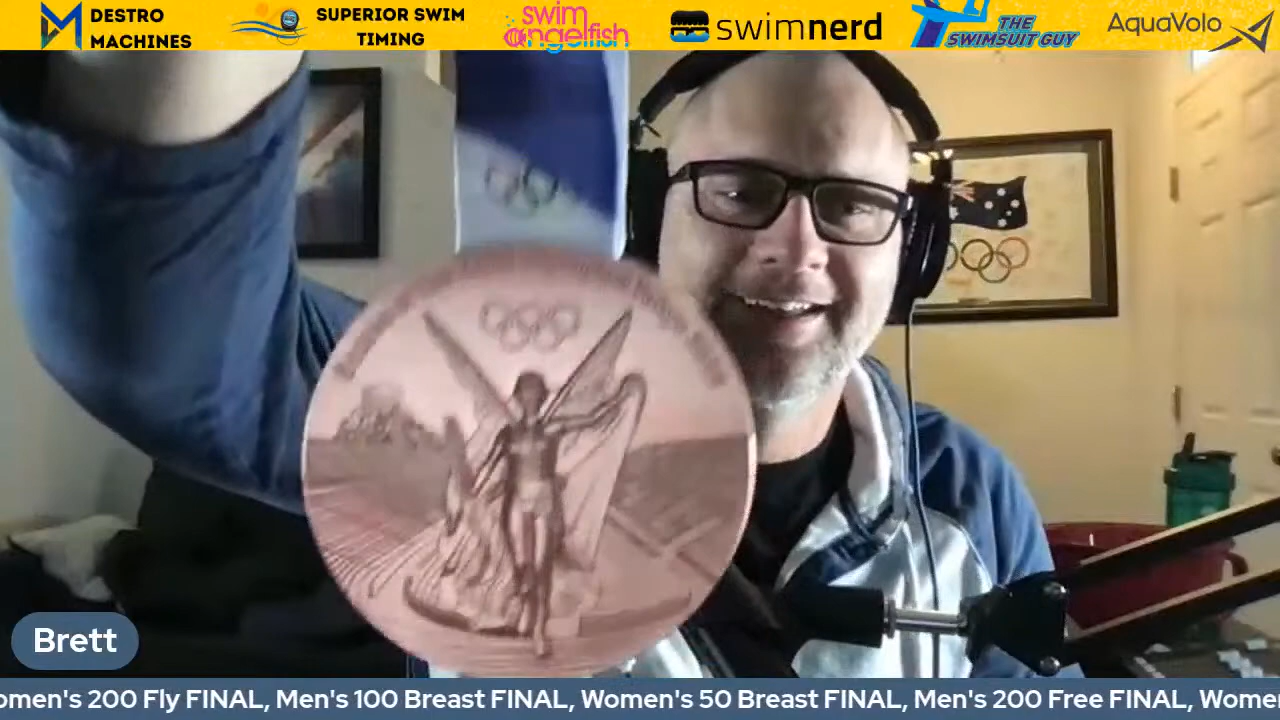 DESTRO
MACHINES
SUPERIOR SWIM
TIMING
swim
angelfish
swimnerd
THE
SWIMSUIT GUY
AquaVolo
Brett
omen's 200 Fly FINAL, Men's 100 Breast FINAL, Women's 50 Breast FINAL, Men's 200 Free FINAL, Wome